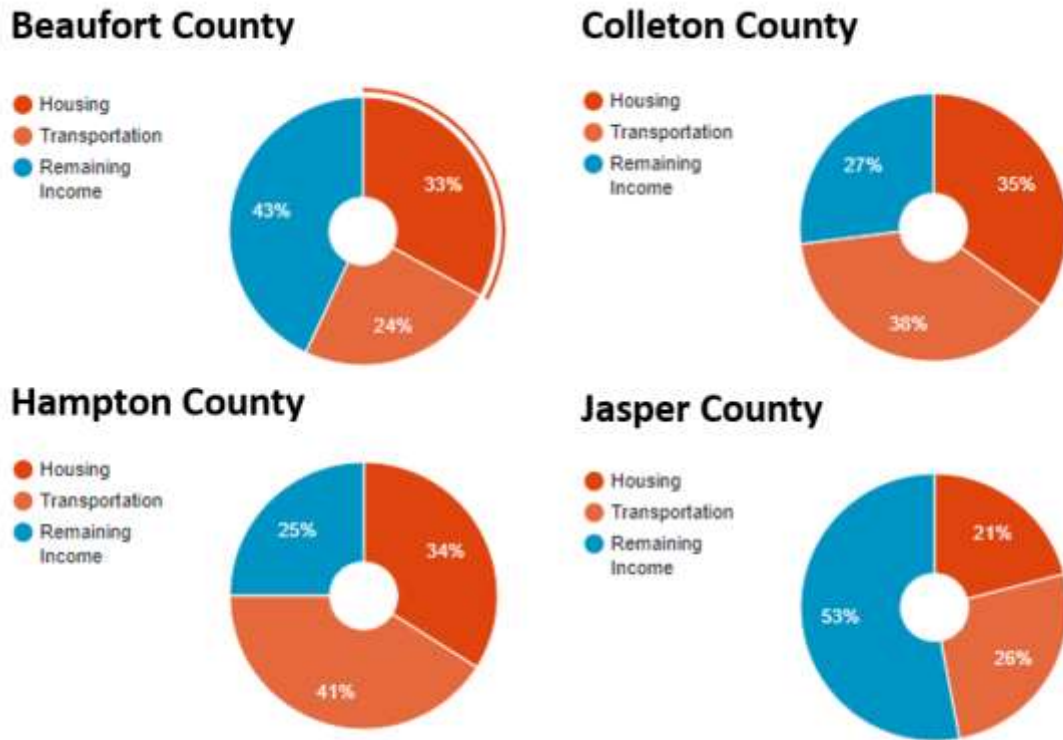 Beaufort County
Housing
Transportation
Remaining
Income
33%
43%
24%
Colleton County
Housing
Transportation
Remaining
Income
27%
35%
38%
Hampton County
Housing
Transportation
Remaining
Income
25%
34%
41%
Jasper County
Housing
Transportation
Remaining
Income
21%
53%
26%